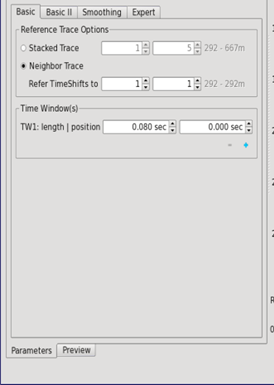 Basic Basic II Smoothing Expert
Reference Trace Options
Stacked Trace 1 5 292 - 667m
Neighbor Trace
Refer TimeShifts to 1 1 292 - 292m
Time Window(s)
TW1: length | position 0.080 sec 0.000 sec
- +
R
0
Parameters Preview